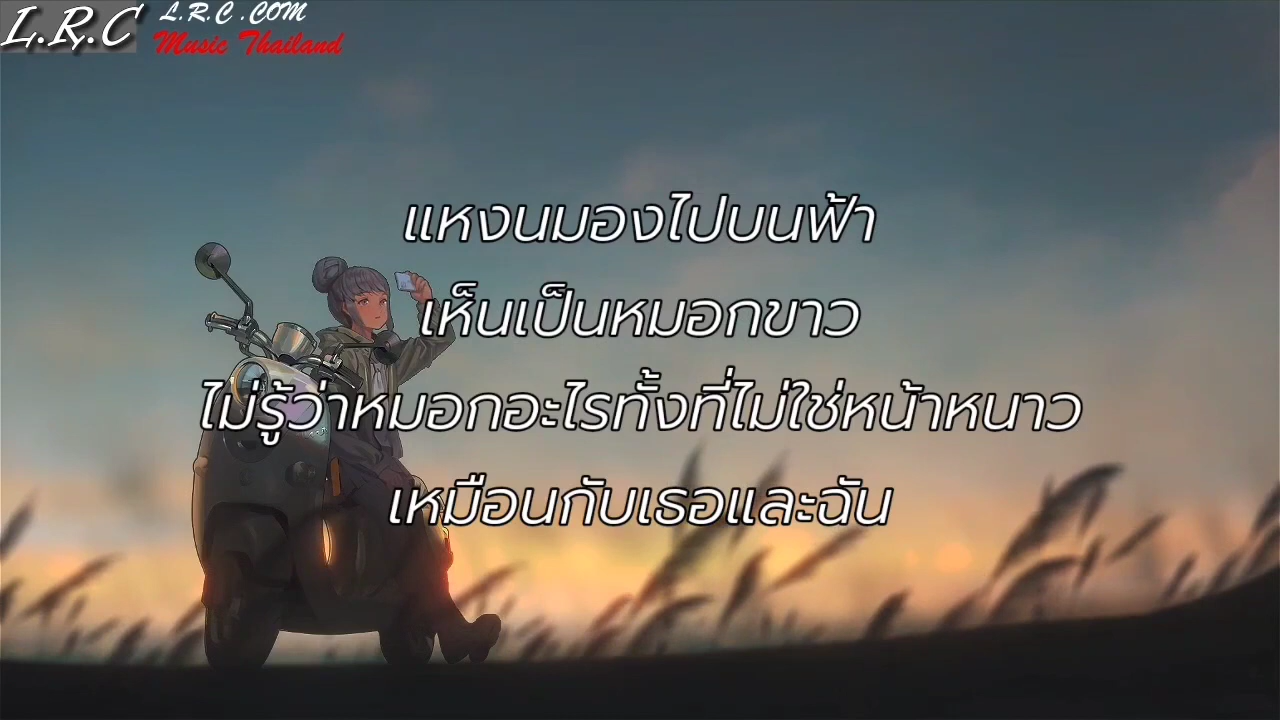 L.R.C
L.R.C .COM
Music Thailand
แหงนมองไปบนฟ้า
เห็นเป็นหมอกขาว
ไม่รู้ว่าหมอกอะไรทั้งที่ไม่ใช่หน้าหนาว
เหมือนกับเธอและฉัน